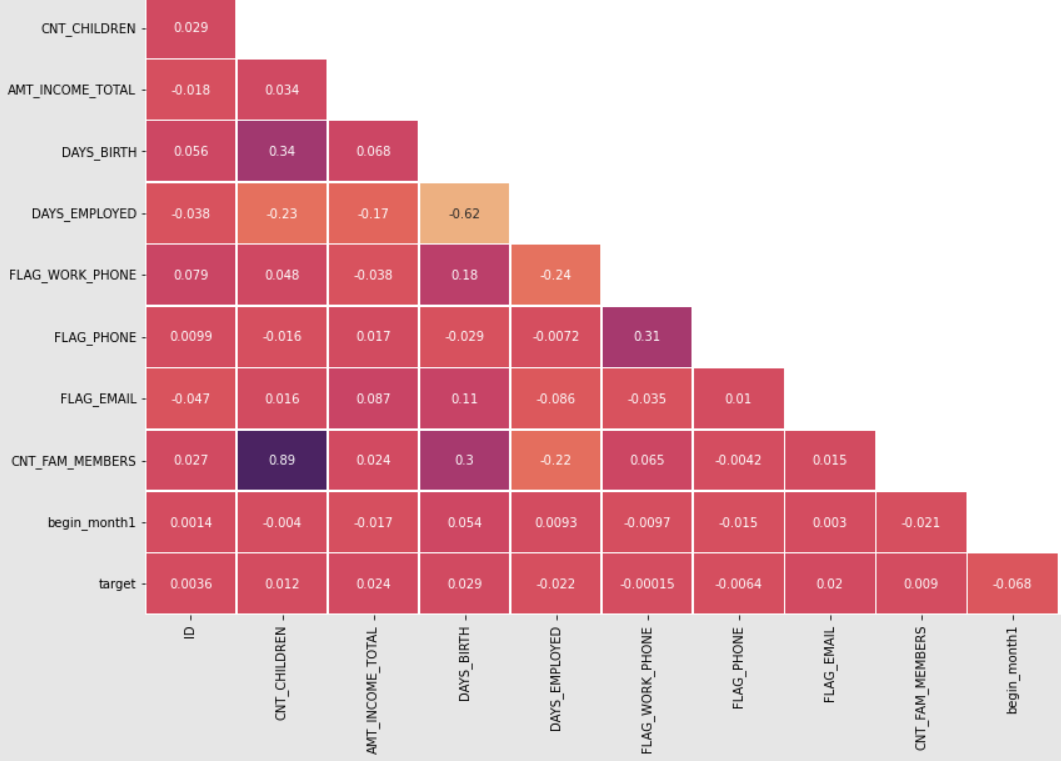 CNT_CHILDREN 0.029
AMT_INCOME_TOTAL -0.018 0.034
DAYS_BIRTH 0.056 0.34 0.068
DAYS_EMPLOYED -0.038 -0.23 -0.17 -0.62
FLAG_WORK_PHONE 0.079 0.048 -0.038 0.18 -0.24
FLAG_PHONE 0.0099 -0.016 0.017 -0.029 -0.0072 0.31
FLAG_EMAIL -0.047 0.016 0.087 0.11 -0.086 -0.035 0.01
CNT_FAM_MEMBERS 0.027 0.89 0.024 0.3 -0.22 0.065 -0.0042 0.015
begin_month1 0.0014 -0.004 -0.017 0.054 0.0093 -0.0097 -0.015 0.003 -0.021
target 0.0036 0.012 0.024 0.029 -0.022 -0.00015 -0.0064 0.02 0.009 -0.068
ID
CNT_CHILDREN
AMT_INCOME_TOTAL
DAYS_BIRTH
DAYS_EMPLOYED
FLAG_WORK_PHONE
FLAG_PHONE
FLAG_EMAIL
CNT_FAM_MEMBERS
begin_month1